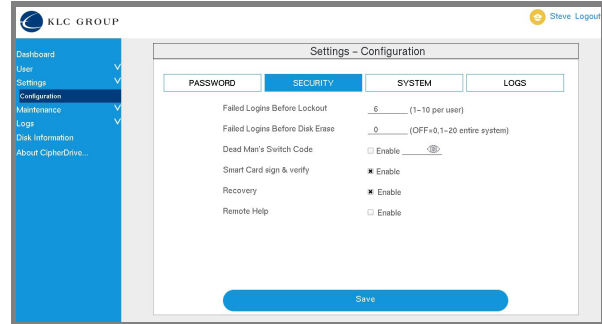 KLC GROUP
Steve Logout
Dashboard
User
Settings
Configuration
Maintenance
Logs
Disk Information
About CipherDrive...
Settings – Configuration
PASSWORD SECURITY SYSTEM LOGS
Failed Logins Before Lockout 6 (1-10 per user)
Failed Logins Before Disk Erase 0 (OFF=0,1-20 entire system)
Dead Man's Switch Code Enable
Smart Card sign & verify Enable
Recovery Enable
Remote Help Enable
Save